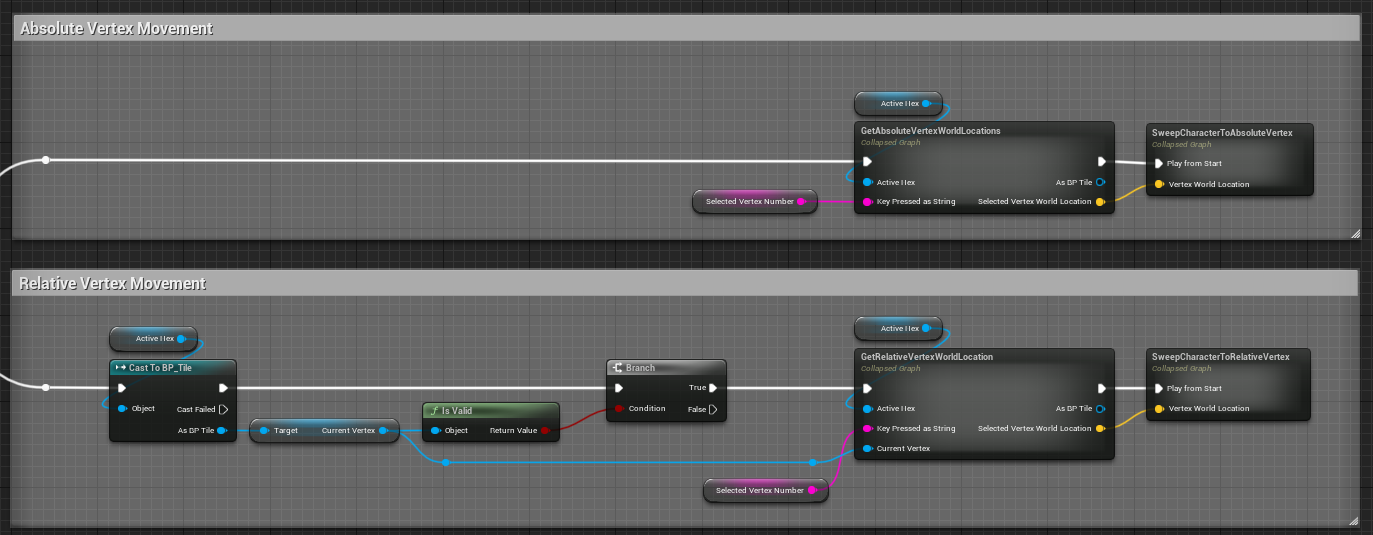 Absolute Vertex Movement
Active Hex
GetAbsoluteVertexWorldLocations
Collapsed Graph
Active Hex
As BP Tile
Selected Vertex Number
Key Pressed as String
Selected Vertex World Location
SweepCharacterToAbsoluteVertex
Collapsed Graph
Play from Start
Vertex World Location
Relative Vertex Movement
Active Hex
Cast To BP_Tile
Object
Cast Failed
As BP Tile
Target
Current Vertex
Is Valid
Object
Return Value
Branch
True
Condition
False
Active Hex
GetRelativeVertexWorldLocation
Collapsed Graph
Active Hex
As BP Tile
Key Pressed as String
Selected Vertex World Location
Current Vertex
Selected Vertex Number
SweepCharacterToRelativeVertex
Collapsed Graph
Play from Start
Vertex World Location